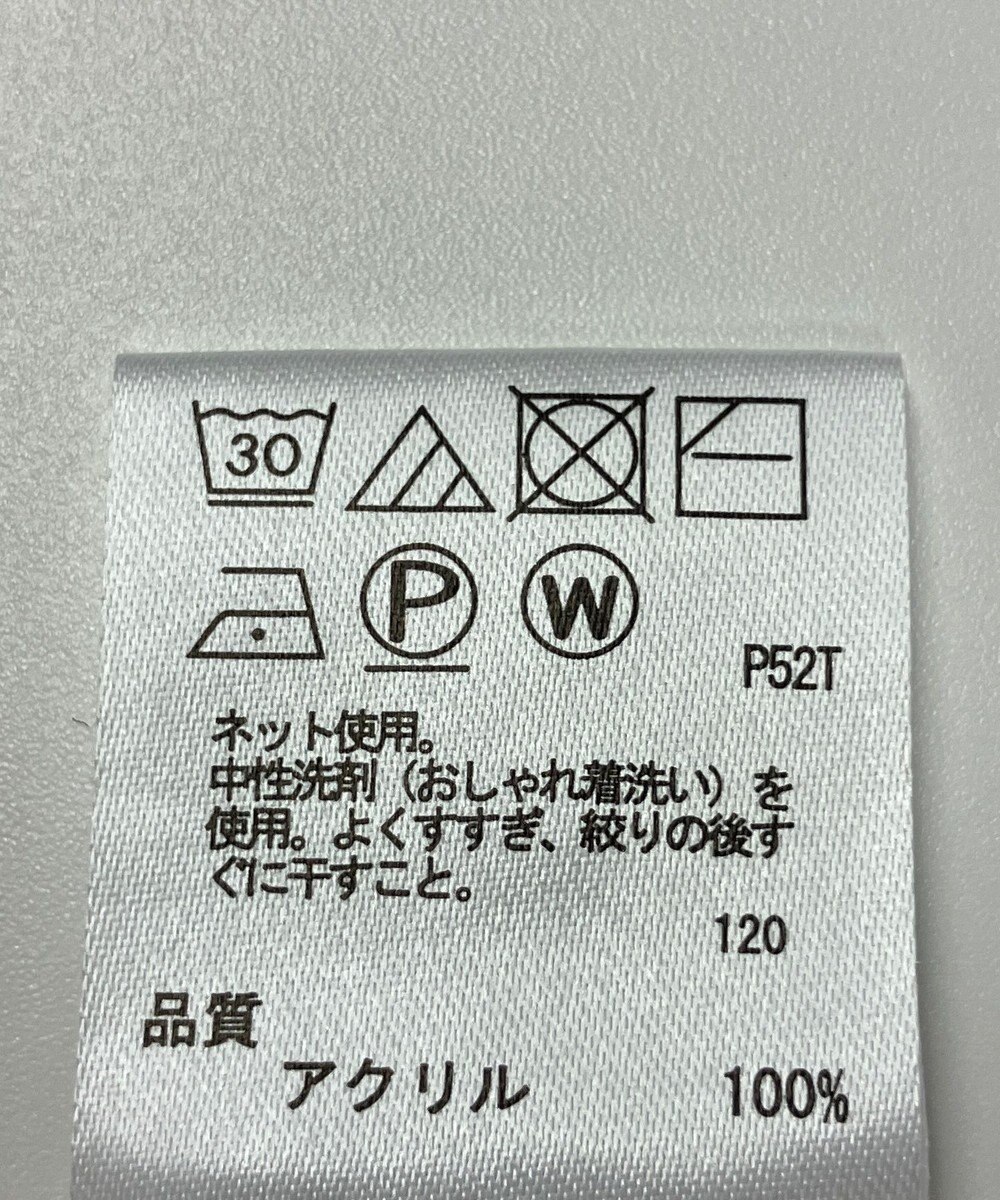 30
P W
P52T
ネット使用。
中性洗剤（おしゃれ着洗い）を
使用。よくすすぎ、絞りの後す
ぐに干すこと。
120
品質
アクリル 100%